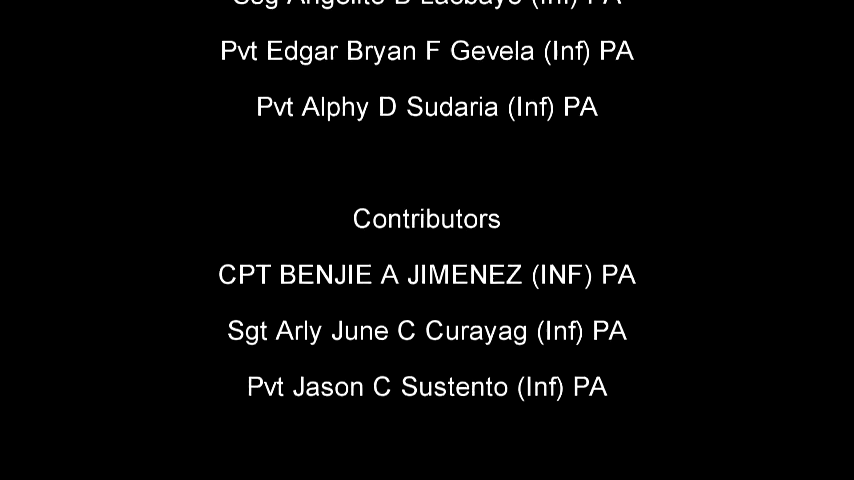 Pvt Edgar Bryan F Gevela (Inf) PA
Pvt Alphy D Sudaria (Inf) PA
Contributors
CPT BENJIE A JIMENEZ (INF) PA
Sgt Arly June C Curayag (Inf) PA
Pvt Jason C Sustento (Inf) PA